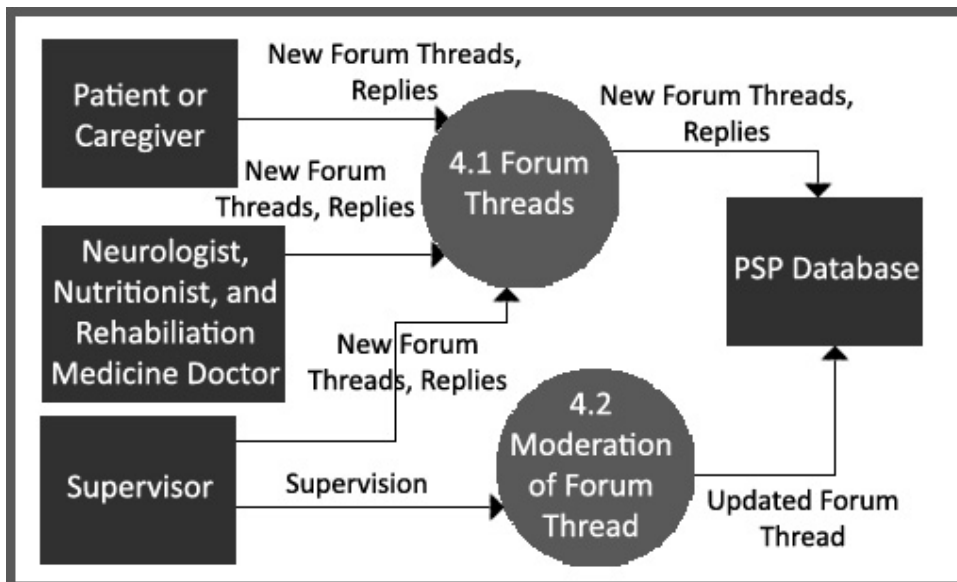 Patient or
Caregiver
New Forum Threads,
Replies
4.1 Forum
Threads
New Forum Threads,
Replies
New Forum
Threads, Replies
Neurologist,
Nutritionist, and
Rehabiliation
Medicine Doctor
PSP Database
New Forum
Threads, Replies
Supervisor
Supervision
4.2
Moderation
of Forum
Thread
Updated Forum
Thread